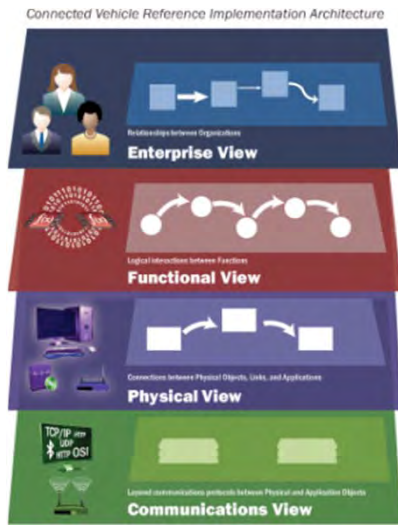 Connected Vehicle Reference Implementation Architecture
Relationships between Organizations
Enterprise View
Logical interactions between Functions
Functional View
Connections between Physical Objects, Links, and Applications
Physical View
TCP/IP
UDP
HTTP OSI
Layered communications protocols between Physical and Application Objects
Communications View